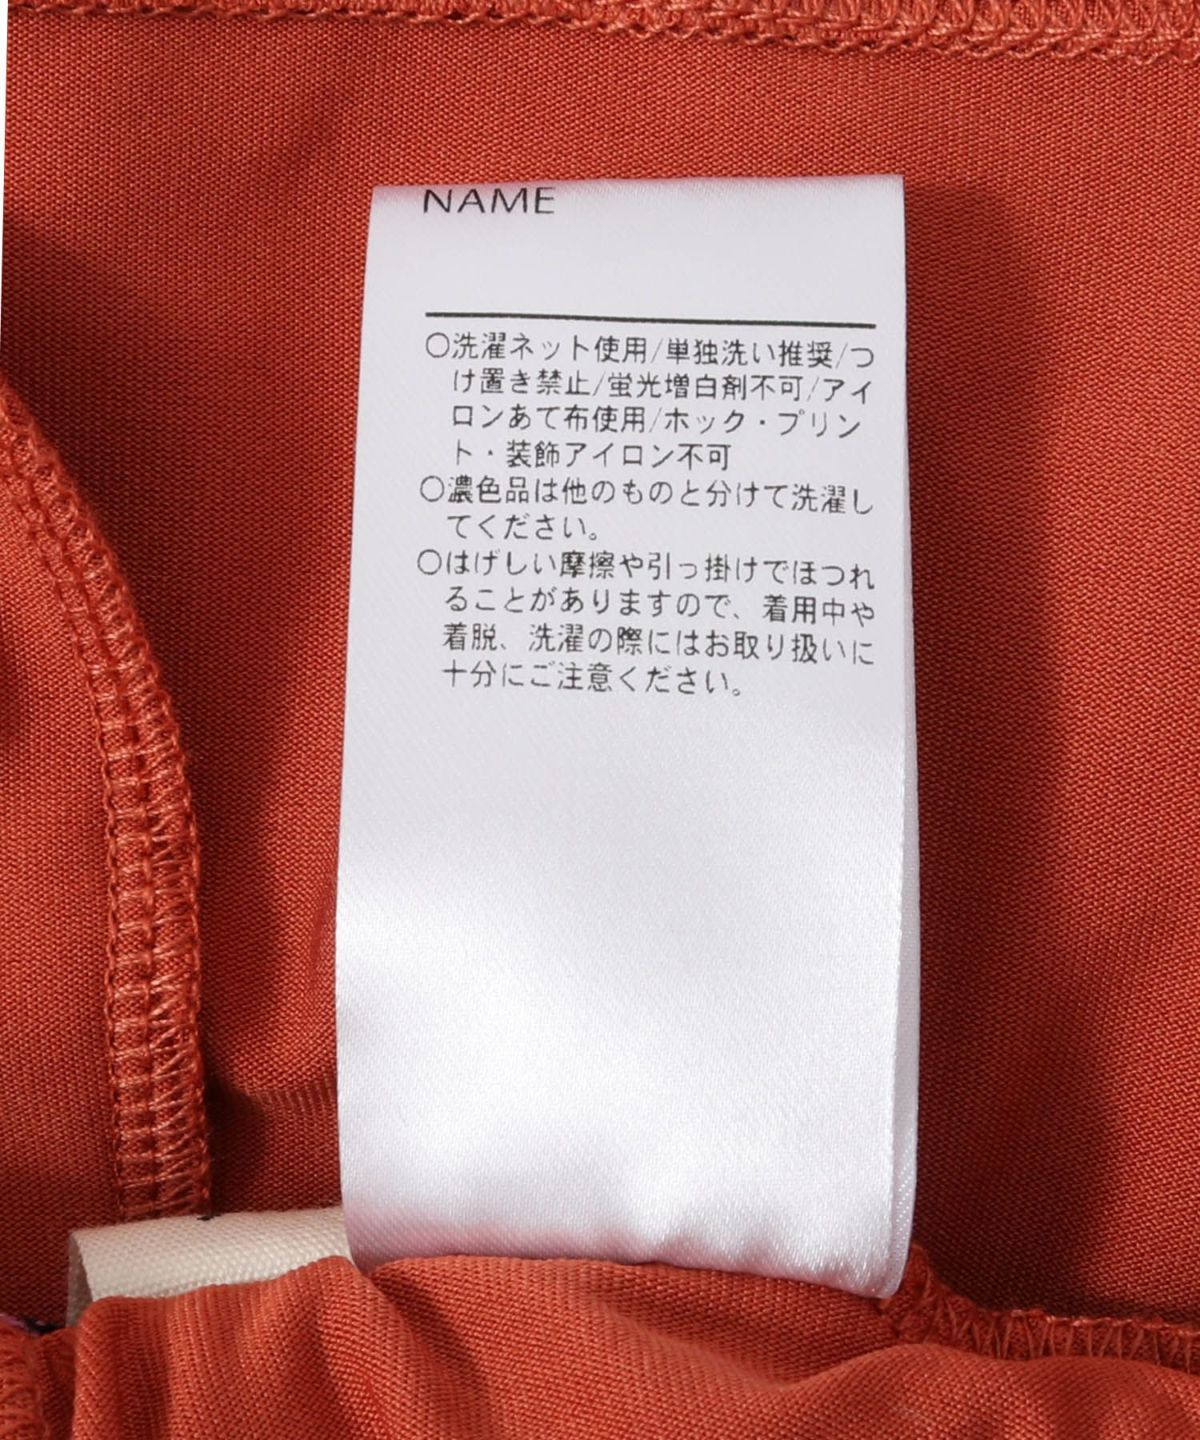 NAME
○洗濯ネット使用/単独洗い推奨/つ
け置き禁止/蛍光増白剤不可/アイ
ロンあて布使用/ホック・プリン
ト・装飾アイロン不可
○濃色品は他のものと分けて洗濯し
てください。
○はげしい摩擦や引っ掛けでほつれ
ることがありますので、着用中や
着脱、洗濯の際にはお取り扱いに
十分にご注意ください。